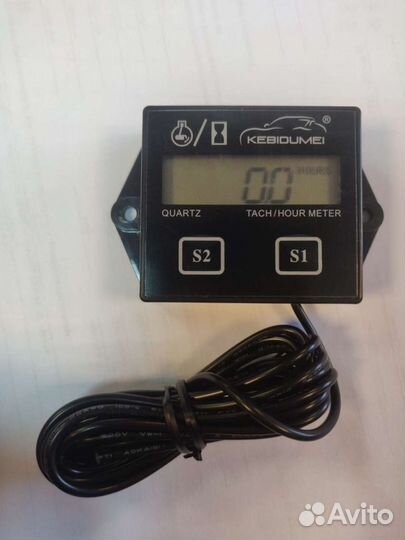 KEBIDUMEI ®
0.0 HOURS
QUARTZ TACH/HOUR METER
S2 S1
Avito